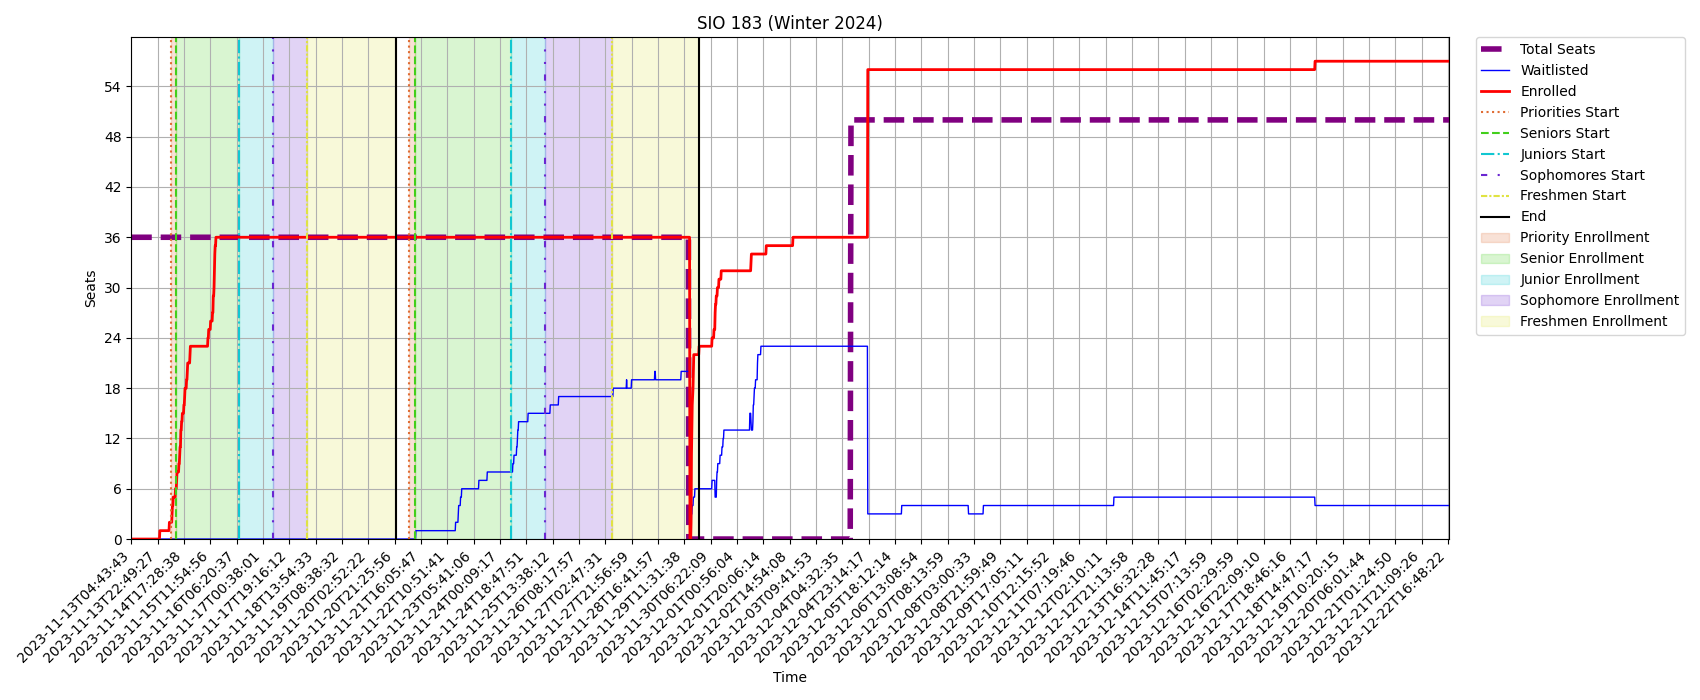 SIO 183 (Winter 2024)
Seats
54
48
42
36
30
24
18
12
6
0
2023-11-13T04:43:43
2023-11-13T22:49:27
2023-11-14T17:28:38
2023-11-15T11:54:56
2023-11-16T06:20:37
2023-11-17T00:38:01
2023-11-17T19:16:12
2023-11-18T13:54:33
2023-11-19T08:38:32
2023-11-20T02:52:22
2023-11-20T21:25:56
2023-11-21T16:05:47
2023-11-22T10:51:41
2023-11-23T05:41:06
2023-11-24T00:09:17
2023-11-24T18:47:51
2023-11-25T13:38:12
2023-11-26T08:17:57
2023-11-27T02:47:31
2023-11-27T21:56:59
2023-11-28T16:41:57
2023-11-29T11:31:38
2023-11-30T06:22:09
2023-12-01T00:56:04
2023-12-01T20:06:14
2023-12-02T14:54:08
2023-12-03T09:41:53
2023-12-04T04:32:35
2023-12-04T23:14:17
2023-12-05T18:12:14
2023-12-06T13:08:54
2023-12-07T08:13:59
2023-12-08T03:00:33
2023-12-08T21:59:49
2023-12-09T17:05:11
2023-12-10T12:15:52
2023-12-11T07:19:46
2023-12-12T02:10:11
2023-12-12T21:13:58
2023-12-13T16:32:28
2023-12-14T11:45:17
2023-12-15T07:13:59
2023-12-16T02:29:59
2023-12-16T22:09:10
2023-12-17T18:46:16
2023-12-18T14:47:17
2023-12-19T10:20:15
2023-12-20T06:01:44
2023-12-21T01:24:50
2023-12-21T21:09:26
2023-12-22T16:48:22
Time
Total Seats
Waitlisted
Enrolled
Priorities Start
Seniors Start
Juniors Start
Sophomores Start
Freshmen Start
End
Priority Enrollment
Senior Enrollment
Junior Enrollment
Sophomore Enrollment
Freshmen Enrollment